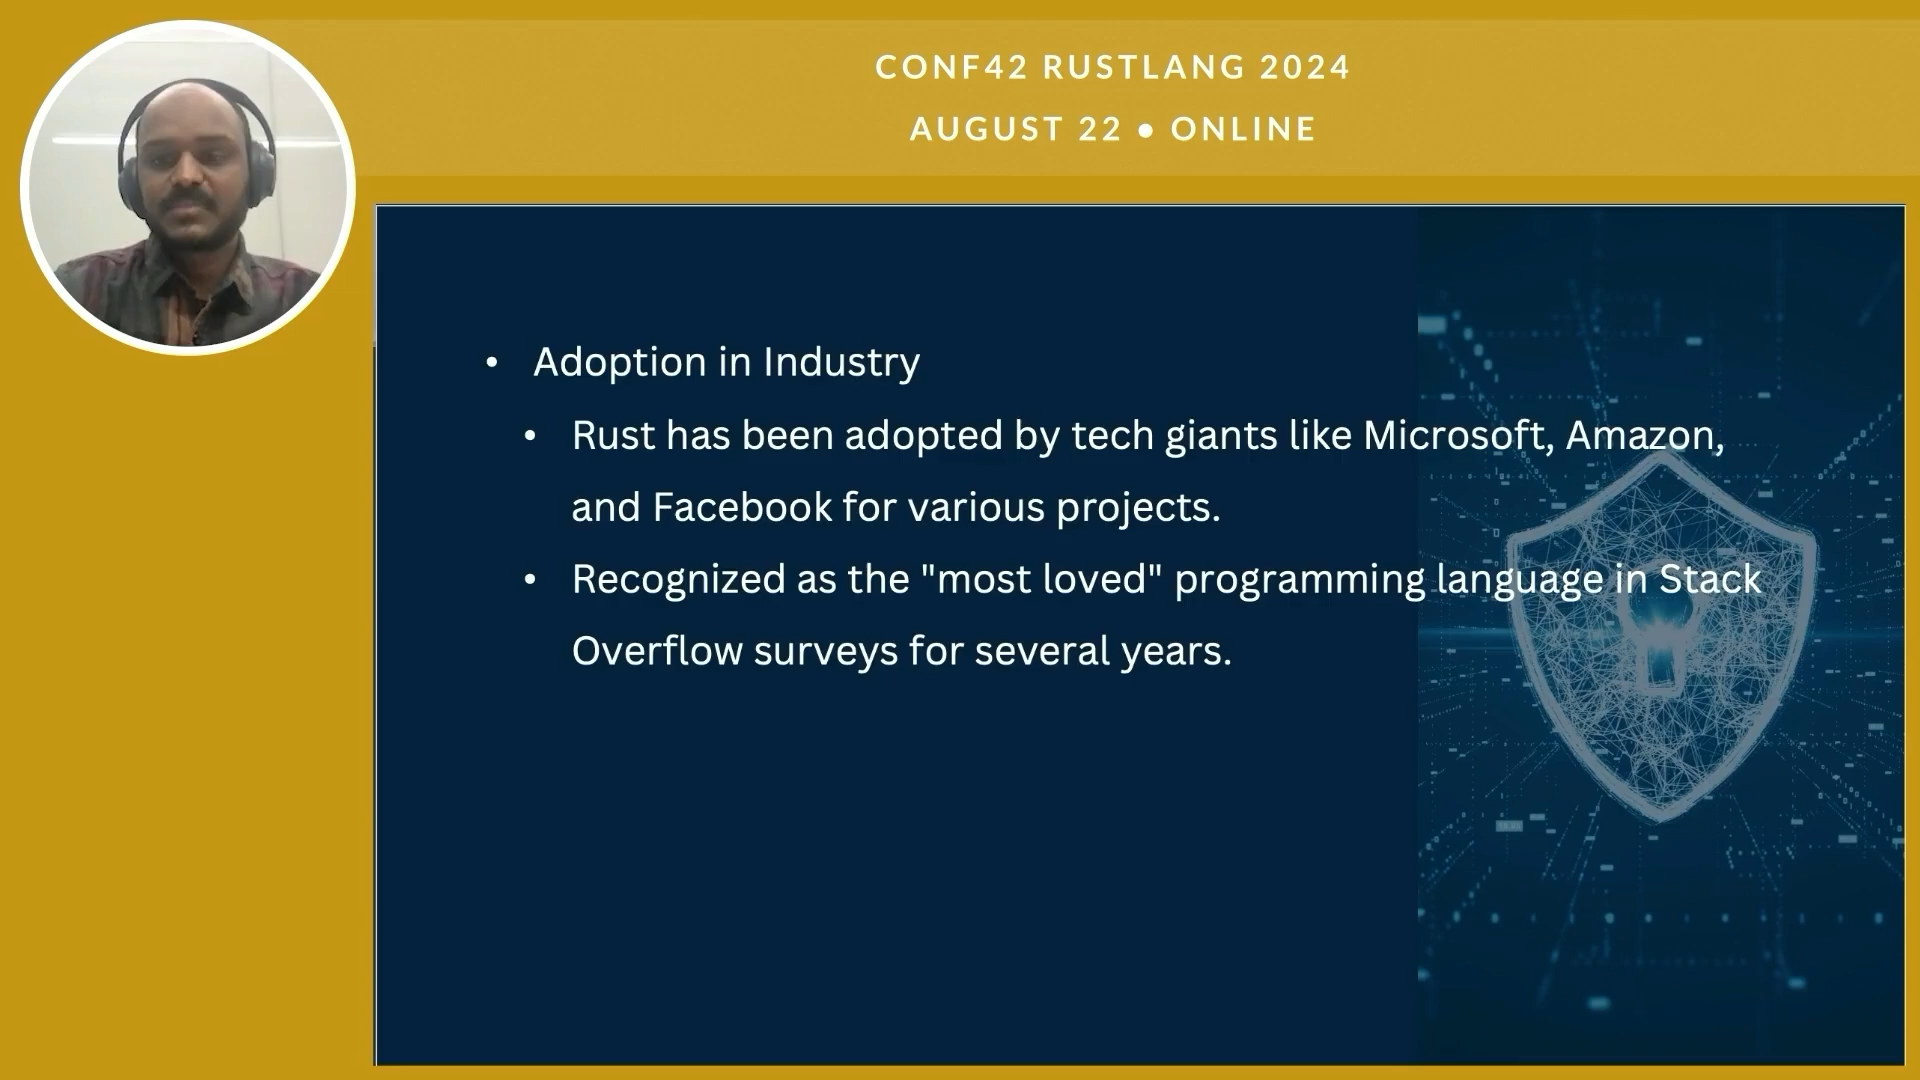 CONF42 RUSTLANG 2024
AUGUST 22 ● ONLINE
• Adoption in Industry
• Rust has been adopted by tech giants like Microsoft, Amazon,
and Facebook for various projects.
• Recognized as the "most loved" programming language in Stack
Overflow surveys for several years.